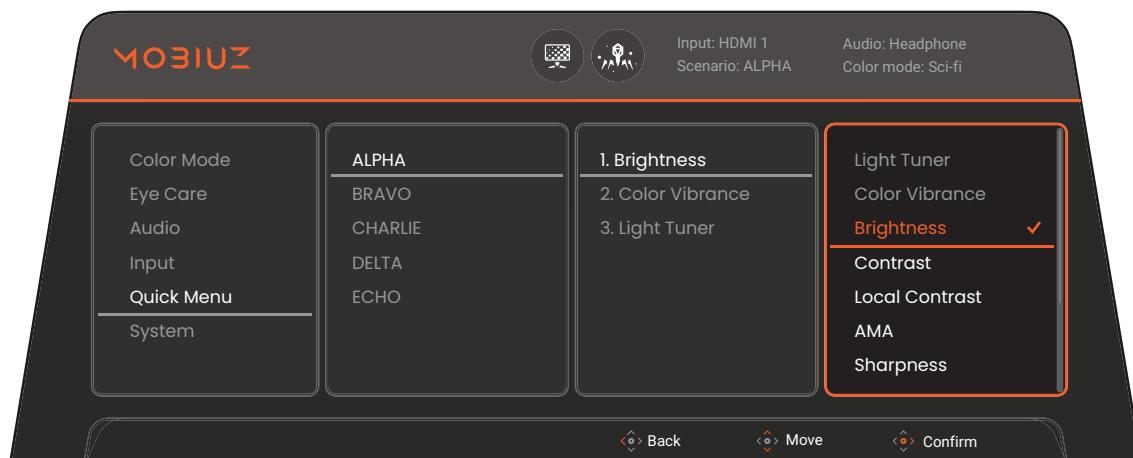 MOBIUZ
Input: HDMI 1
Scenario: ALPHA
Audio: Headphone
Color mode: Sci-fi
Color Mode
Eye Care
Audio
Input
Quick Menu
System
ALPHA
BRAVO
CHARLIE
DELTA
ECHO
1. Brightness
2. Color Vibrance
3. Light Tuner
Light Tuner
Color Vibrance
Brightness
Contrast
Local Contrast
AMA
Sharpness
Back
Move
Confirm